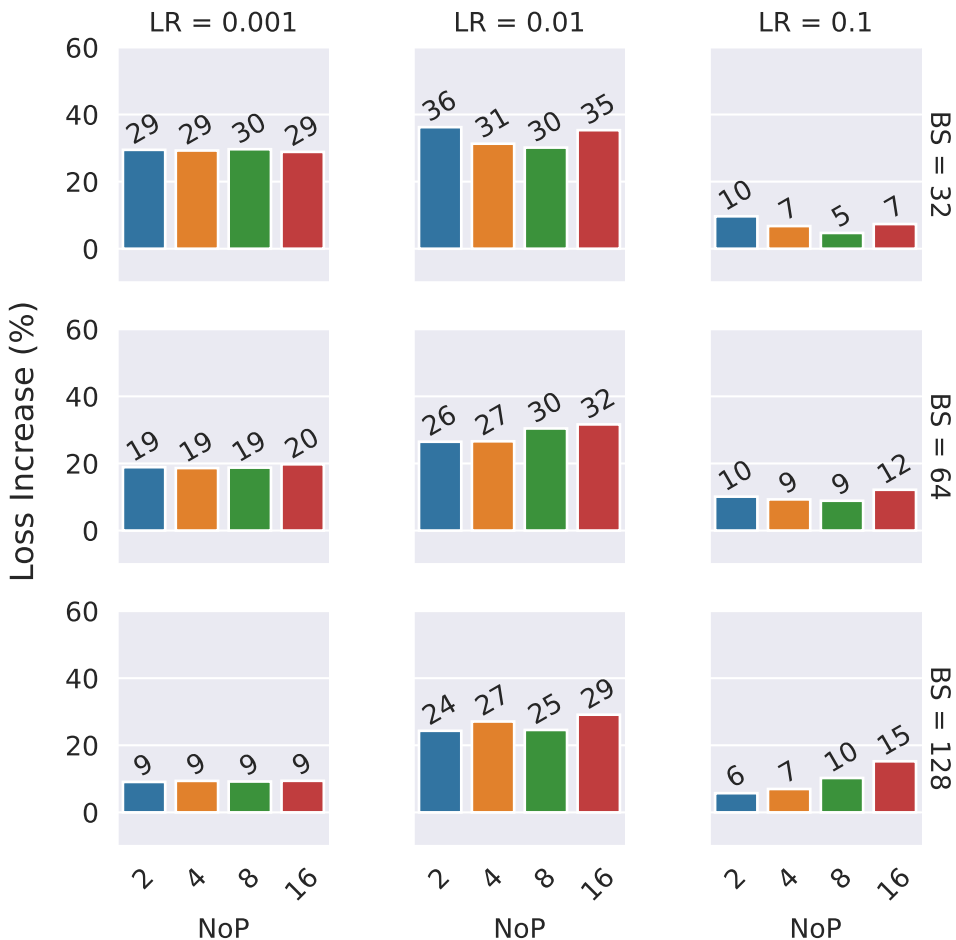 LR = 0.001 LR = 0.01 LR = 0.1
Loss Increase (%)
60
40
20
0
29 29 30 29
36 31 30 35
10 7 5 7
BS = 32
60
40
20
0
19 19 19 20
26 27 30 32
10 9 9 12
BS = 64
60
40
20
0
9 9 9 9
24 27 25 29
6 7 10 15
BS = 128
2 4 8 16 2 4 8 16 2 4 8 16
NoP NoP NoP